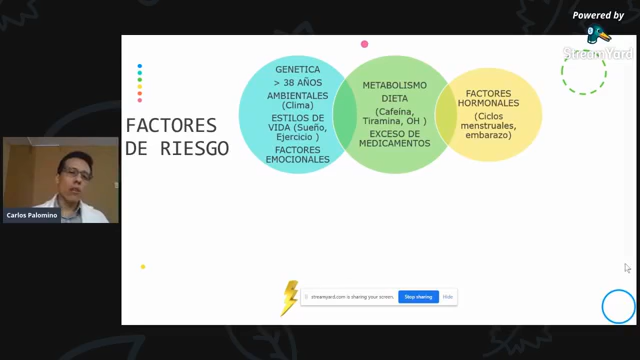 Powered by
StreamYard
FACTORES
DE RIESGO
GENETICA
> 38 AÑOS
AMBIENTALES
(Clima)
ESTILOS DE
VIDA (Sueño,
Ejercicio )
FACTORES
EMOCIONALES
METABOLISMO
DIETA
(Cafeína,
Tiramina, OH )
EXCESO DE
MEDICAMENTOS
FACTORES
HORMONALES
(Ciclos
menstruales,
embarazo)
Carlos Palomino
streamyard.com is sharing your screen.
Stop sharing
Hide